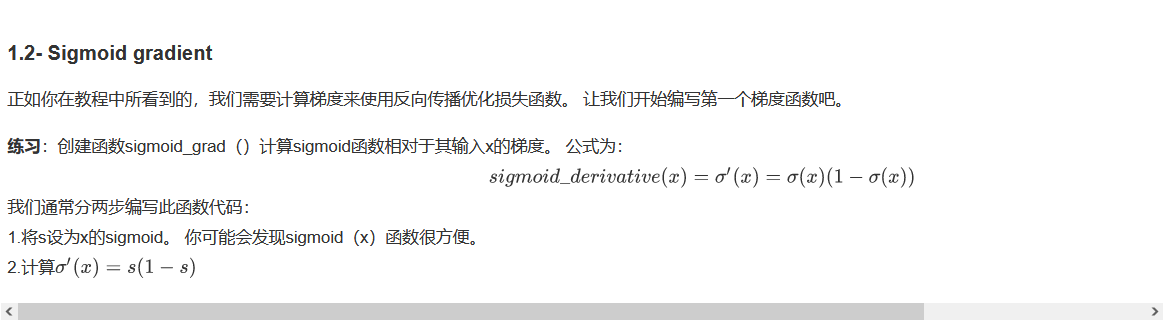 1.2- Sigmoid gradient
正如你在教程中所看到的，我们需要计算梯度来使用反向传播优化损失函数。 让我们开始编写第一个梯度函数吧。
练习：创建函数sigmoid_grad（）计算sigmoid函数相对于其输入x的梯度。 公式为：
sigmoid_derivative(x) = σ′(x) = σ(x)(1 − σ(x))
我们通常分两步编写此函数代码：
1.将s设为x的sigmoid。 你可能会发现sigmoid（x）函数很方便。
2.计算σ′(x) = s(1 − s)